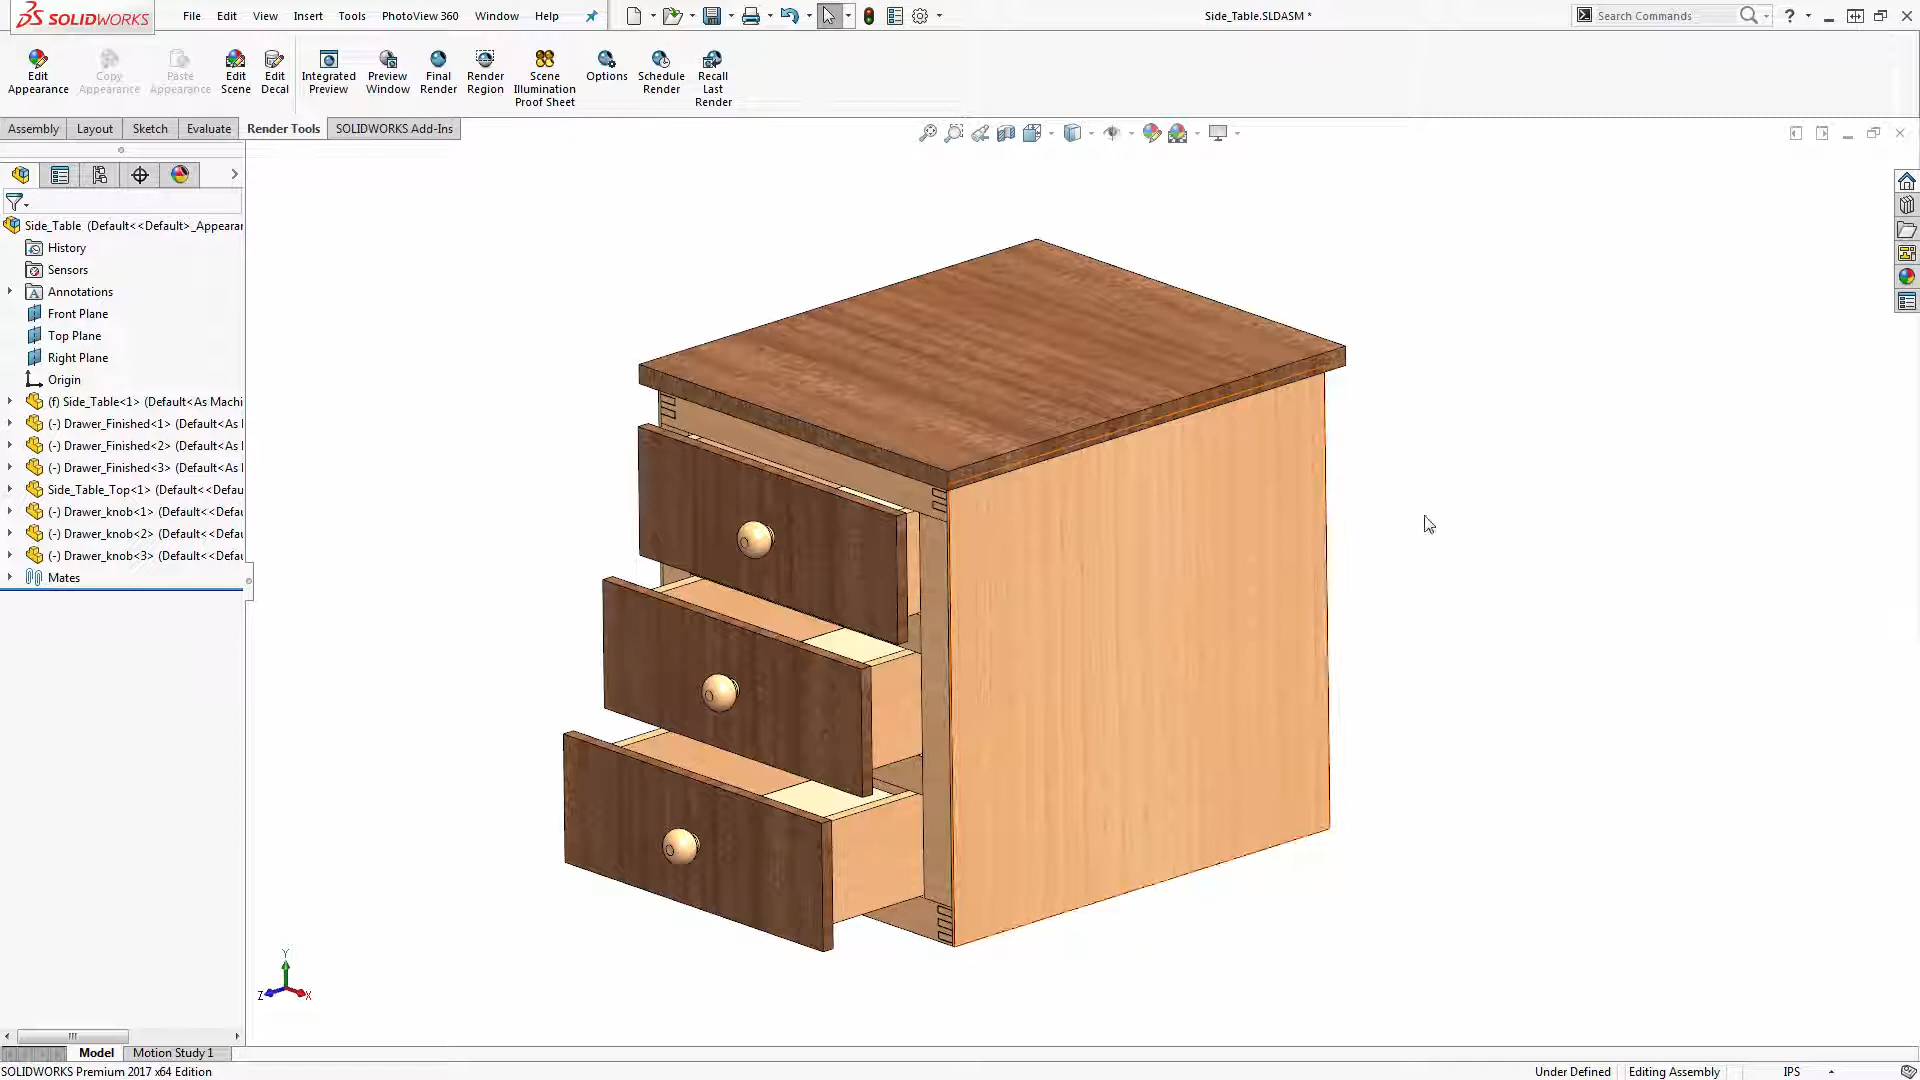 SOLIDWORKS
File Edit View Insert Tools PhotoView 360 Window Help
Side_Table.SLDASM *
Search Commands
?
Edit Appearance
Copy Appearance
Paste Appearance
Edit Scene
Edit Decal
Integrated Preview
Preview Window
Final Render
Render Region
Scene Illumination Proof Sheet
Options
Schedule Render
Recall Last Render
Assembly Layout Sketch Evaluate Render Tools SOLIDWORKS Add-Ins
Side_Table (Default<<Default>_Appearar
History
Sensors
A Annotations
Front Plane
Top Plane
Right Plane
Origin
(f) Side_Table<1> (Default<As Machi
(-) Drawer_Finished<1> (Default<As I
(-) Drawer_Finished<2> (Default<As I
(-) Drawer_Finished<3> (Default<As I
Side_Table_Top<1> (Default<<Defau
(-) Drawer_knob<1> (Default<<Defau
(-) Drawer_knob<2> (Default<<Defau
(-) Drawer_knob<3> (Default<<Defau
Mates
Y
Z X
Model Motion Study 1
SOLIDWORKS Premium 2017 x64 Edition
Under Defined Editing Assembly IPS